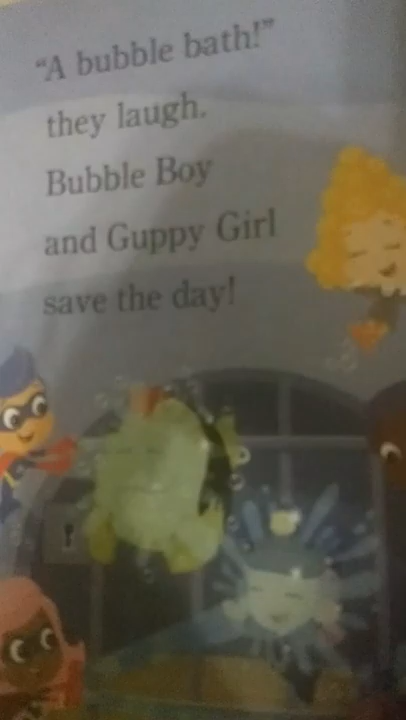 “A bubble bath!”
they laugh.
Bubble Boy
and Guppy Girl
save the day!